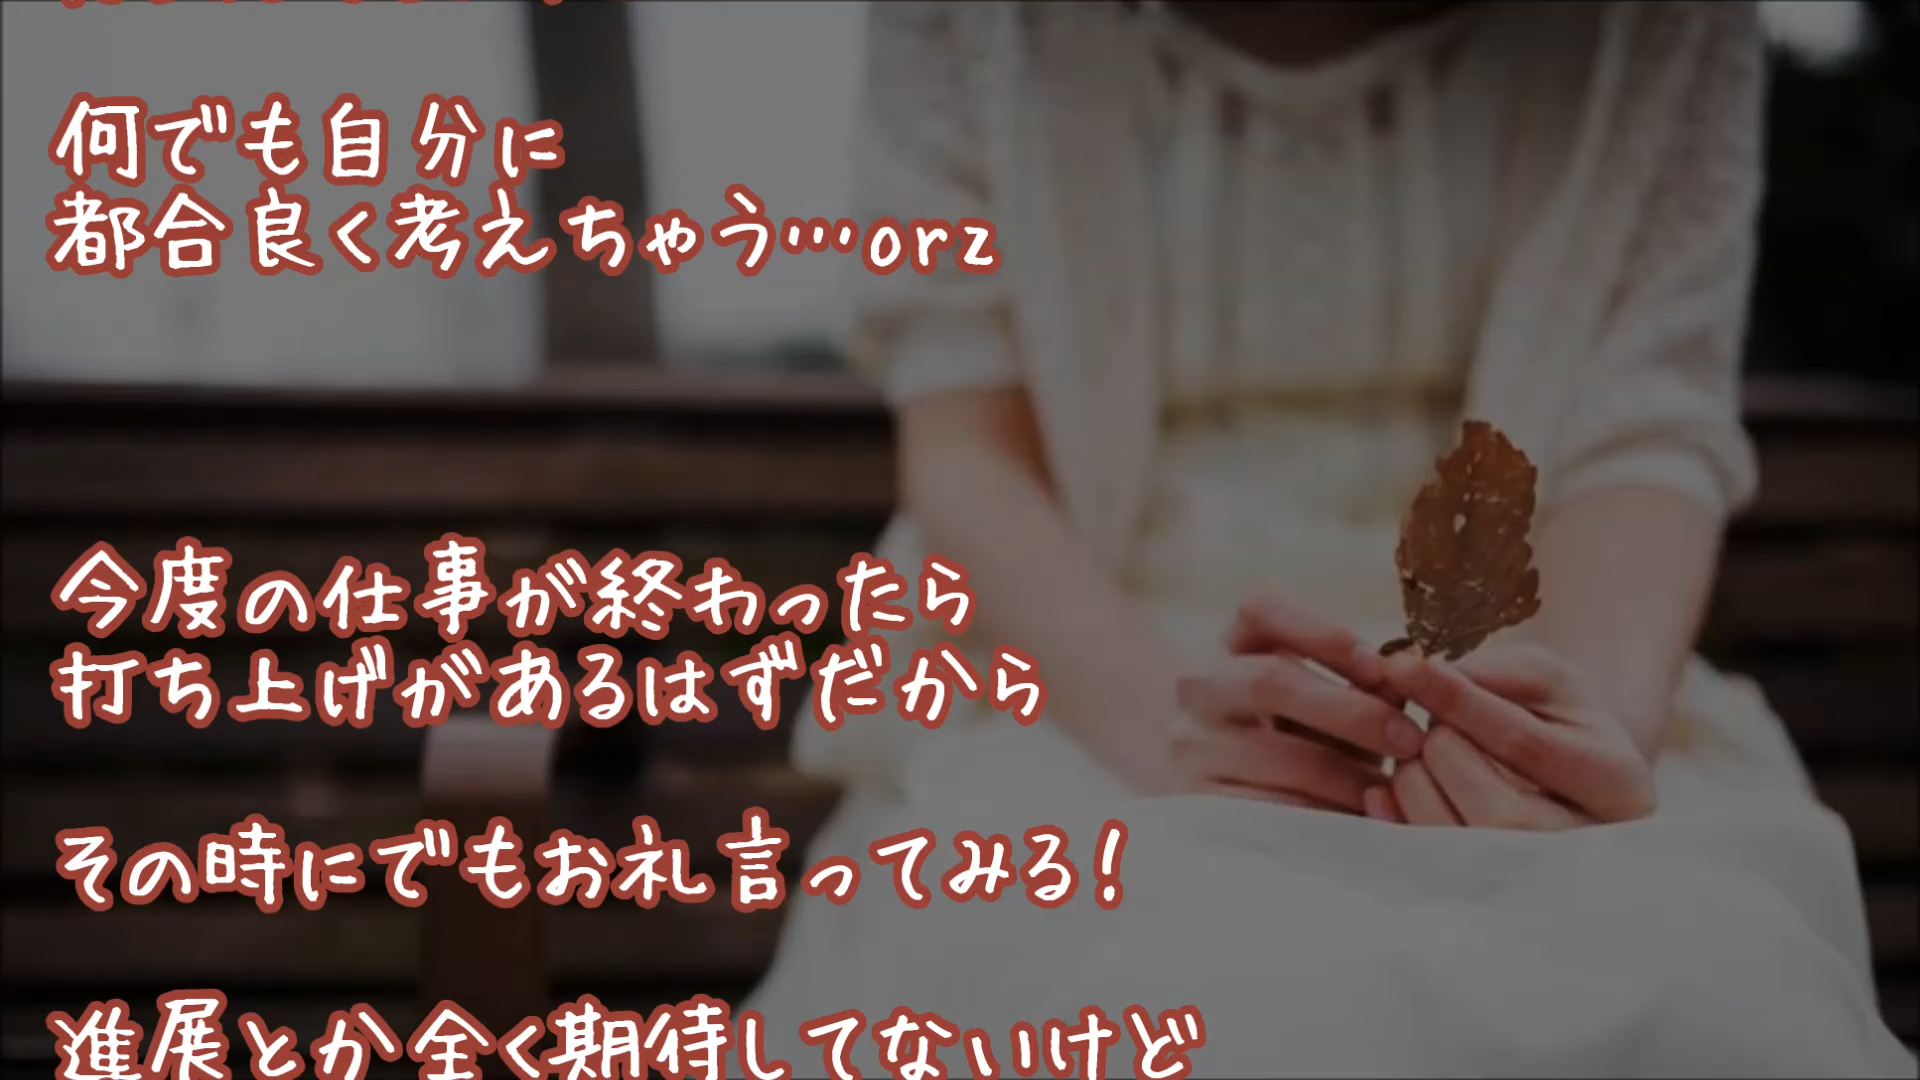 何でも自分に
都合良く考えちゃう…orz
今度の仕事が終わったら
打ち上げがあるはずだから
その時にでもお礼言ってみる!
進展とか全く期待してないけど